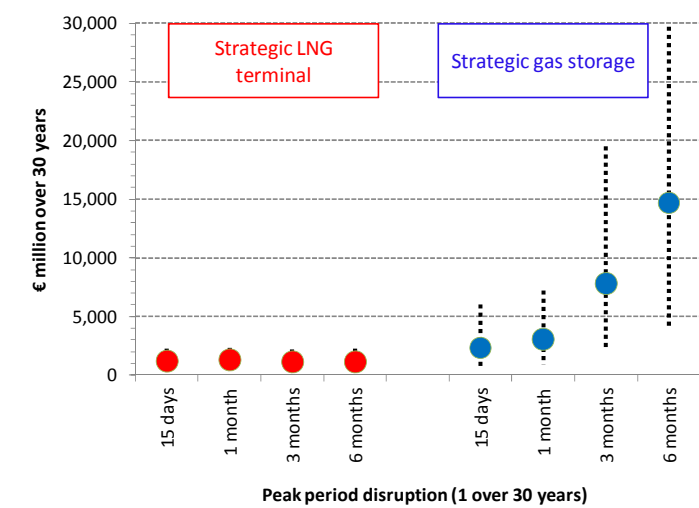 30,000
25,000
20,000
15,000
10,000
5,000
0
€ million over 30 years
Strategic LNG
terminal
Strategic gas storage
15 days
1 month
3 months
6 months
15 days
1 month
3 months
6 months
Peak period disruption (1 over 30 years)